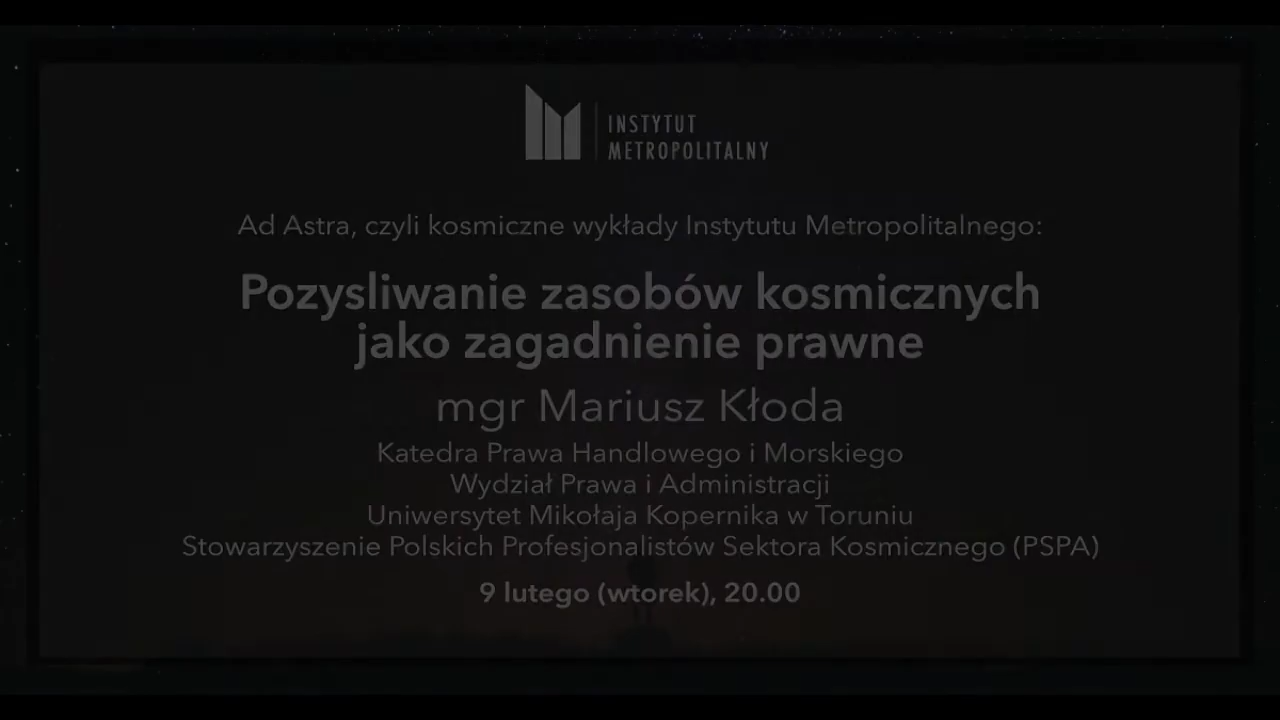 INSTYTUT
METROPOLITALNY
Ad Astra, czyli kosmiczne wykłady Instytutu Metropolitalnego:
Pozysliwanie zasobów kosmicznych
jako zagadnienie prawne
mgr Mariusz Kłoda
Katedra Prawa Handlowego i Morskiego
Wydział Prawa i Administracji
Uniwersytet Mikołaja Kopernika w Toruniu
Stowarzyszenie Polskich Profesjonalistów Sektora Kosmicznego (PSPA)
9 lutego (wtorek), 20.00